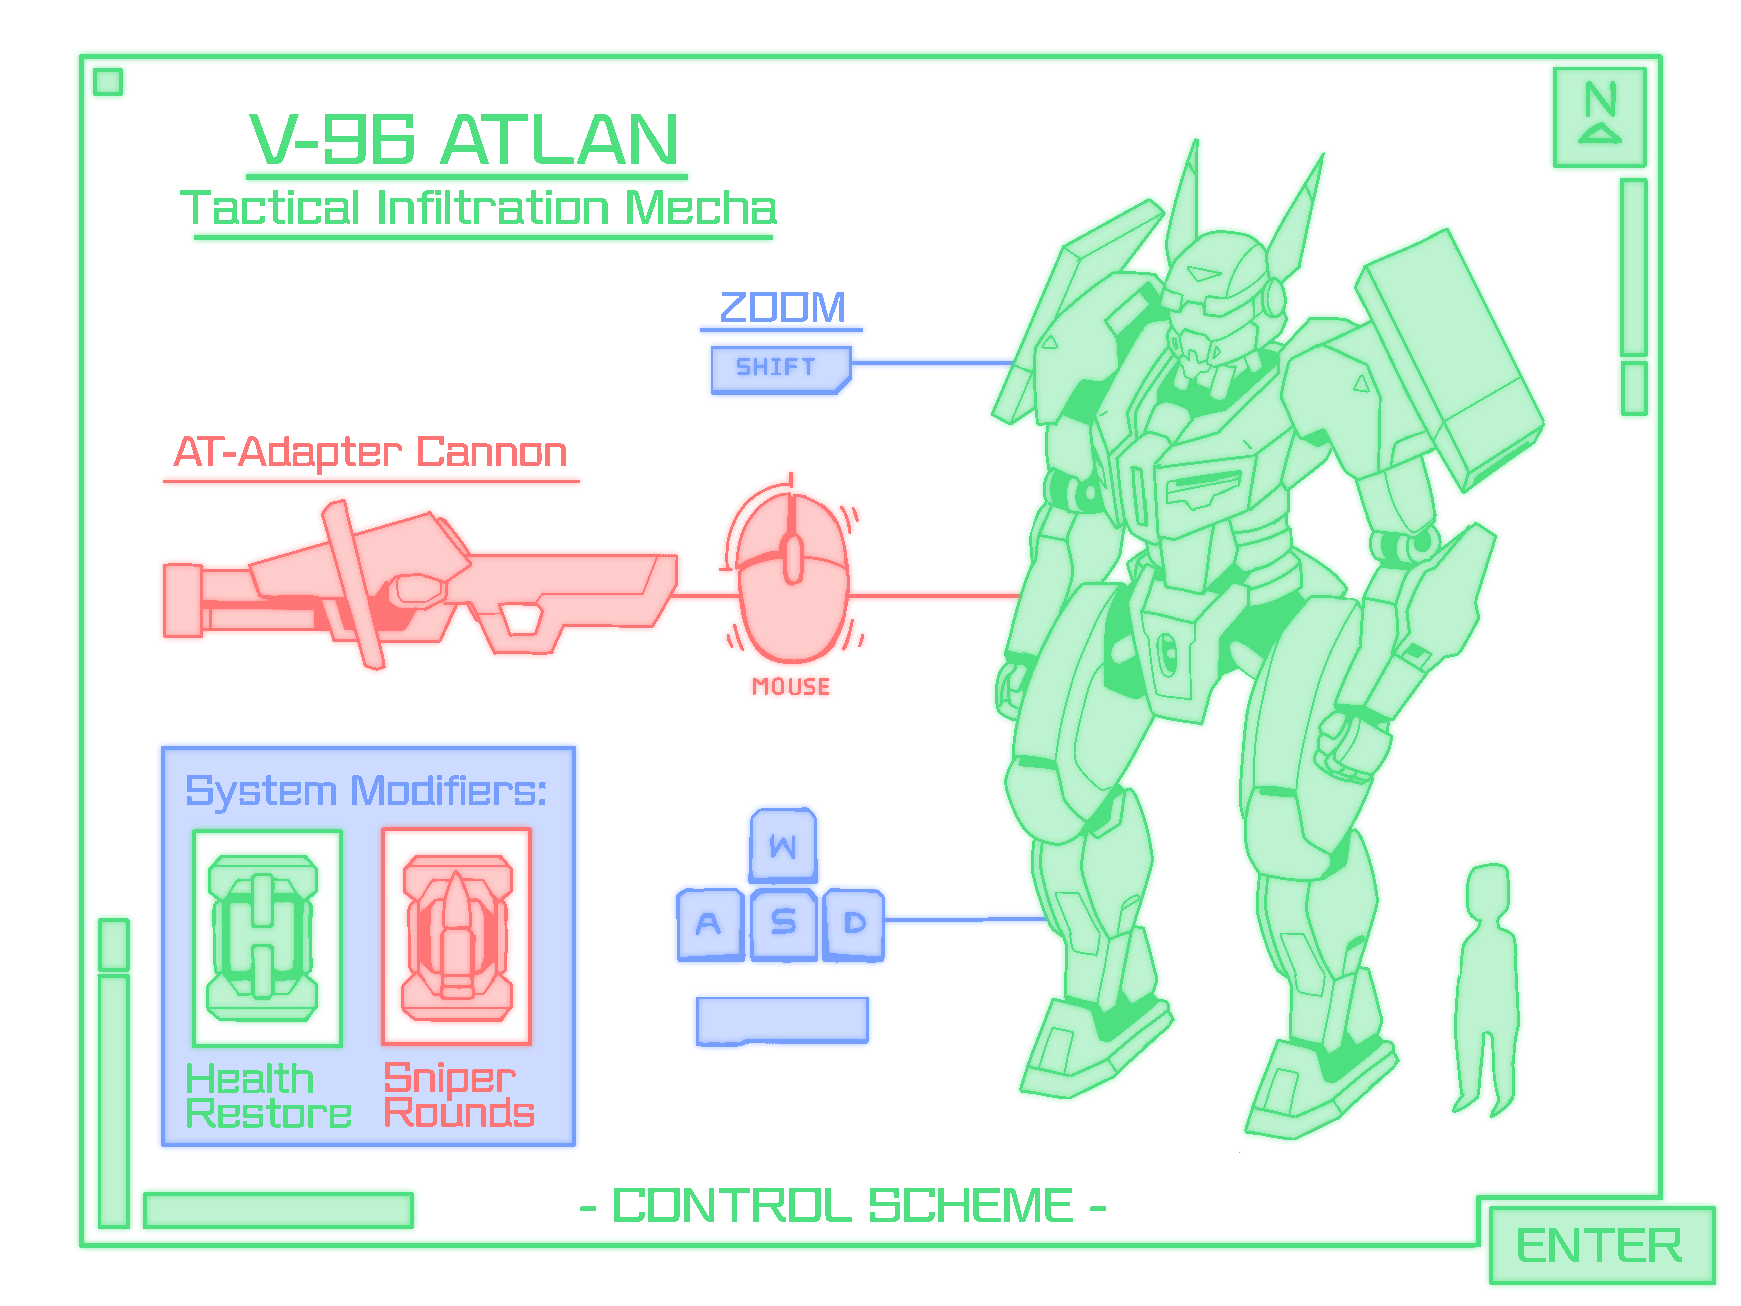 N
V-96 ATLAN
Tactical Infiltration Mecha
ZOOM
SHIFT
AT-Adapter Cannon
MOUSE
System Modifiers:
Health
Restore
Sniper
Rounds
W
A S D
- CONTROL SCHEME -
ENTER